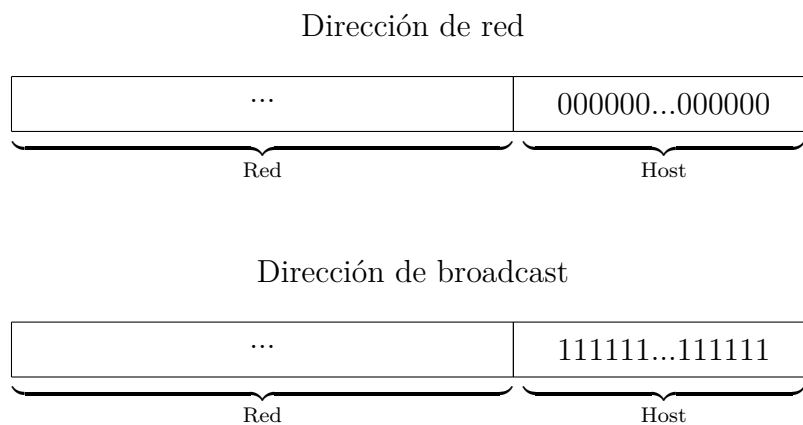 Dirección de red
... 000000...000000
Red Host
Dirección de broadcast
... 111111...111111
Red Host